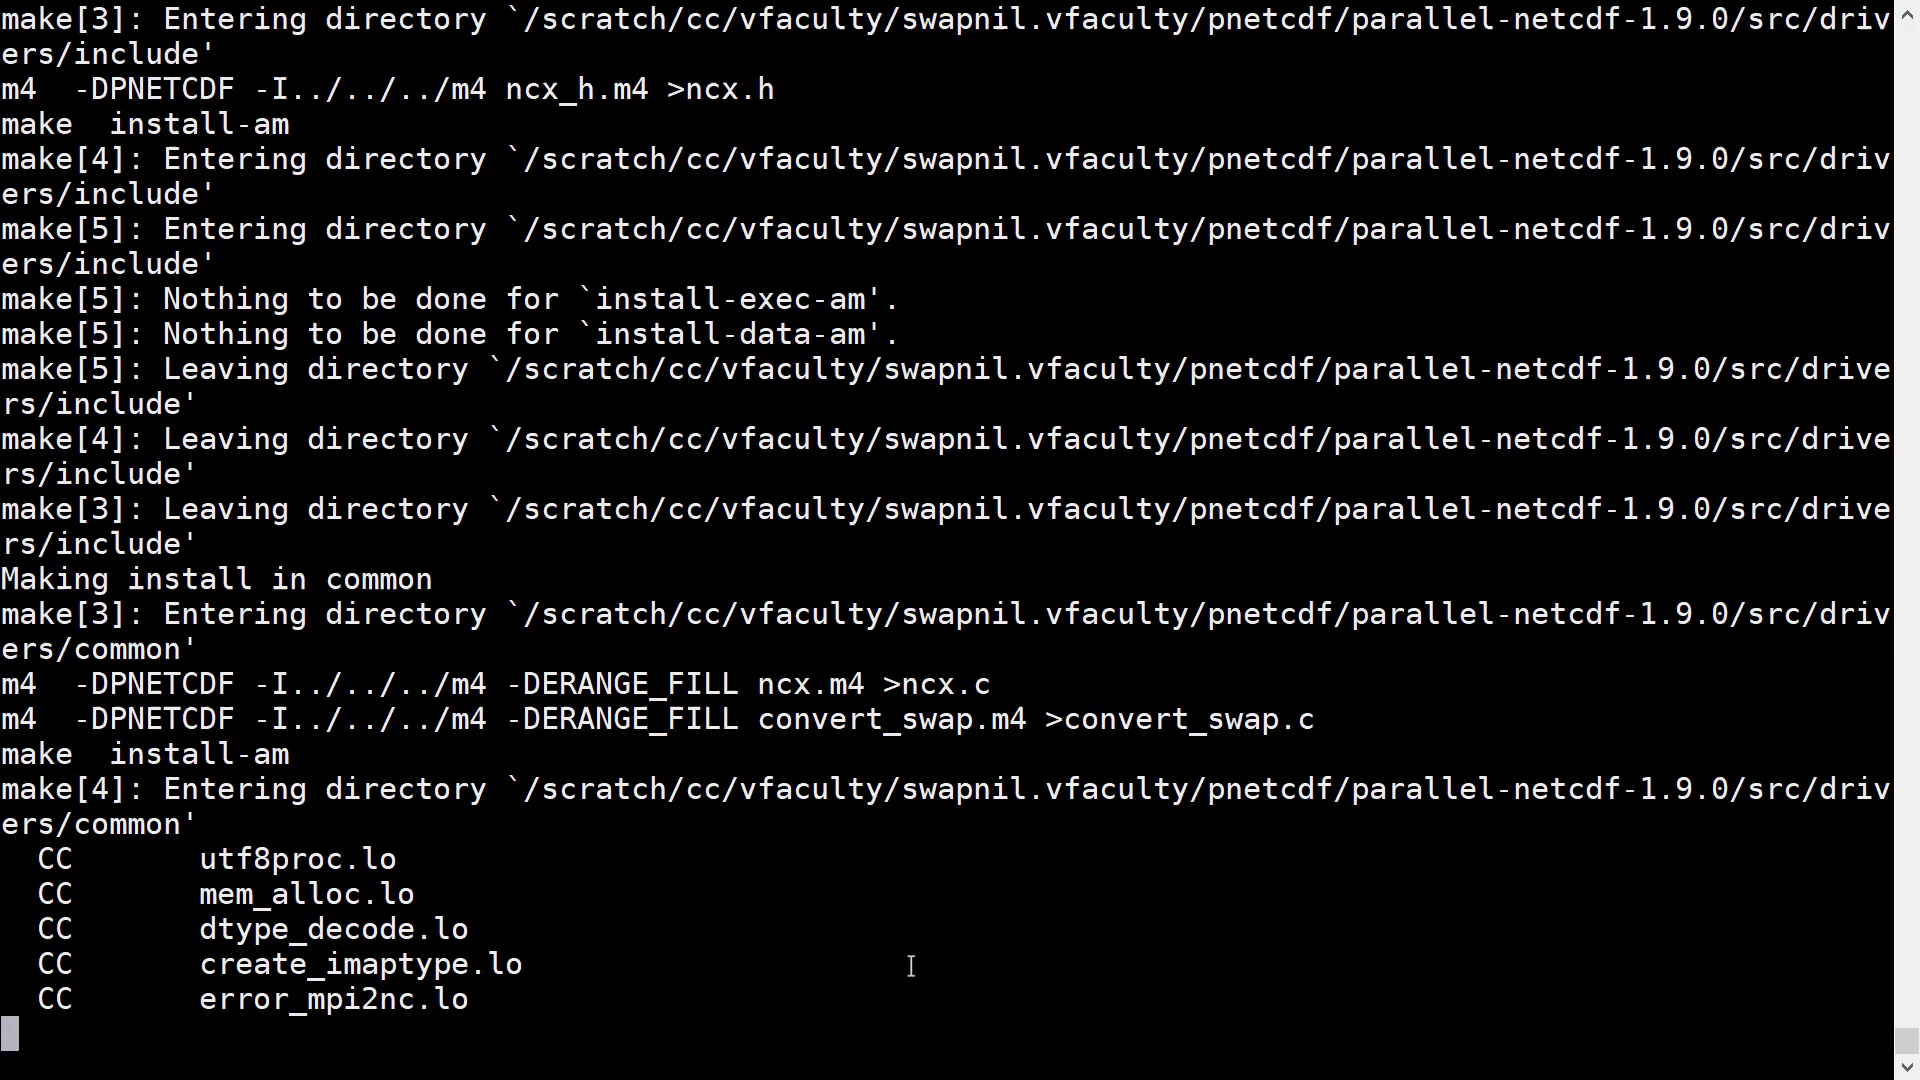 make[3]: Entering directory `/scratch/cc/vfaculty/swapnil.vfaculty/pnetcdf/parallel-netcdf-1.9.0/src/driv
ers/include'
m4  -DPNETCDF -I../../../m4 ncx_h.m4 >ncx.h
make  install-am
make[4]: Entering directory `/scratch/cc/vfaculty/swapnil.vfaculty/pnetcdf/parallel-netcdf-1.9.0/src/driv
ers/include'
make[5]: Entering directory `/scratch/cc/vfaculty/swapnil.vfaculty/pnetcdf/parallel-netcdf-1.9.0/src/driv
ers/include'
make[5]: Nothing to be done for `install-exec-am'.
make[5]: Nothing to be done for `install-data-am'.
make[5]: Leaving directory `/scratch/cc/vfaculty/swapnil.vfaculty/pnetcdf/parallel-netcdf-1.9.0/src/drive
rs/include'
make[4]: Leaving directory `/scratch/cc/vfaculty/swapnil.vfaculty/pnetcdf/parallel-netcdf-1.9.0/src/drive
rs/include'
make[3]: Leaving directory `/scratch/cc/vfaculty/swapnil.vfaculty/pnetcdf/parallel-netcdf-1.9.0/src/drive
rs/include'
Making install in common
make[3]: Entering directory `/scratch/cc/vfaculty/swapnil.vfaculty/pnetcdf/parallel-netcdf-1.9.0/src/driv
ers/common'
m4  -DPNETCDF -I../../../m4 -DERANGE_FILL ncx.m4 >ncx.c
m4  -DPNETCDF -I../../../m4 -DERANGE_FILL convert_swap.m4 >convert_swap.c
make  install-am
make[4]: Entering directory `/scratch/cc/vfaculty/swapnil.vfaculty/pnetcdf/parallel-netcdf-1.9.0/src/driv
ers/common'
  CC       utf8proc.lo
  CC       mem_alloc.lo
  CC       dtype_decode.lo
  CC       create_imaptype.lo
  CC       error_mpi2nc.lo